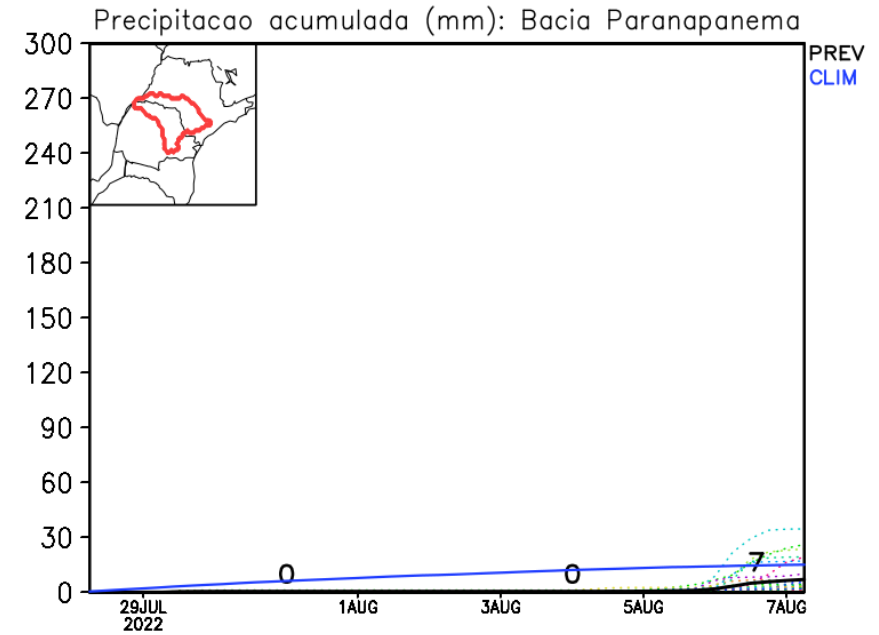 Precipitacao acumulada (mm): Bacia Paranapanema
PREV
CLIM
300
270
240
210
180
150
120
90
60
30
0
0
0
7
29JUL
2022
1AUG
3AUG
5AUG
7AUG